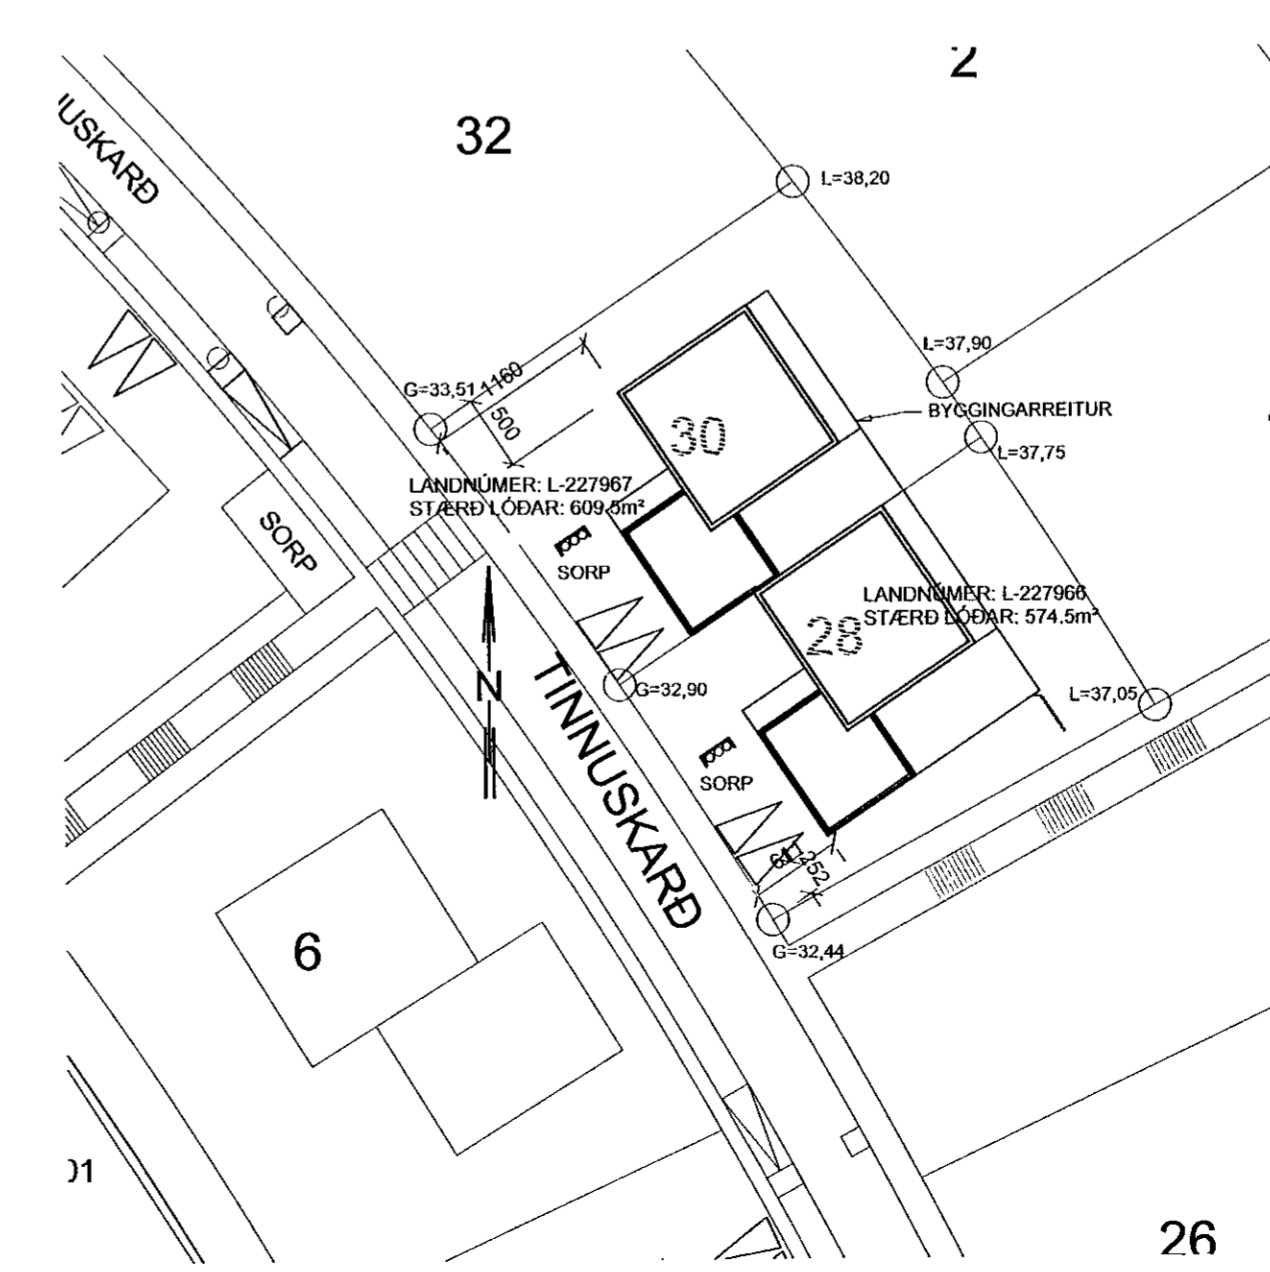 2
32
L=38,20
L=37,90
G=33,51
1160
500
BYGGINGARREITUR
30
L=37,75
LANDNÚMER: L-227967
STÆRÐ LÓÐAR: 609.5m²
SORP
SORP
LANDNÚMER: L-227966
STÆRÐ LÓÐAR: 574.5m²
28
N
G=32,90
L=37,05
TINNUSKARÐ
SORP
252
6
G=32,44
26